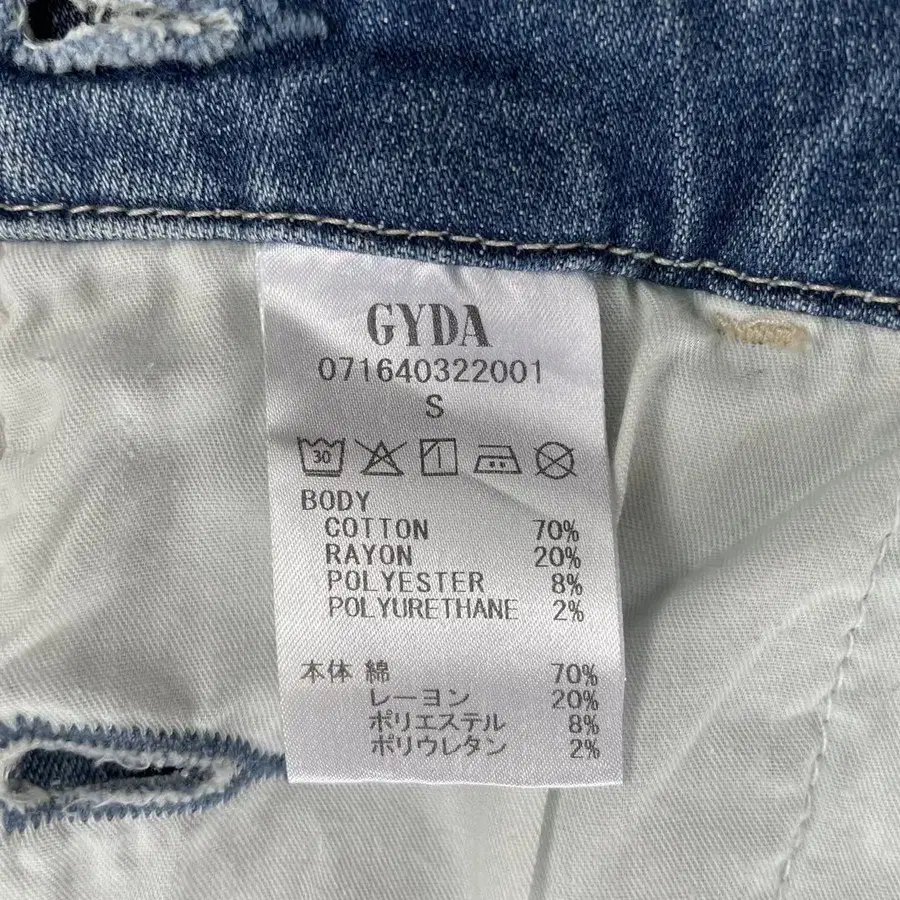 GYDA
071640322001
S
30
BODY
COTTON 70%
RAYON 20%
POLYESTER 8%
POLYURETHANE 2%
本体 綿 70%
レーヨン 20%
ポリエステル 8%
ポリウレタン 2%